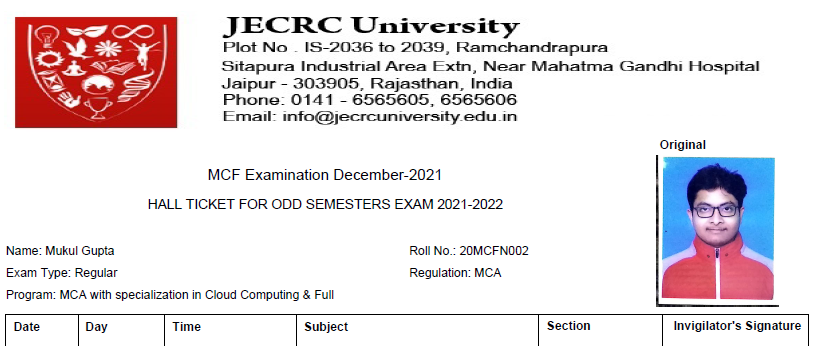 JECRC University
Plot No . IS-2036 to 2039, Ramchandrapura
Sitapura Industrial Area Extn, Near Mahatma Gandhi Hospital
Jaipur - 303905, Rajasthan, India
Phone: 0141 - 6565605, 6565606
Email: info@jecrcuniversity.edu.in
Original
MCF Examination December-2021
HALL TICKET FOR ODD SEMESTERS EXAM 2021-2022
Name: Mukul Gupta Roll No.: 20MCFN002
Exam Type: Regular Regulation: MCA
Program: MCA with specialization in Cloud Computing & Full
Date Day Time Subject Section Invigilator's Signature